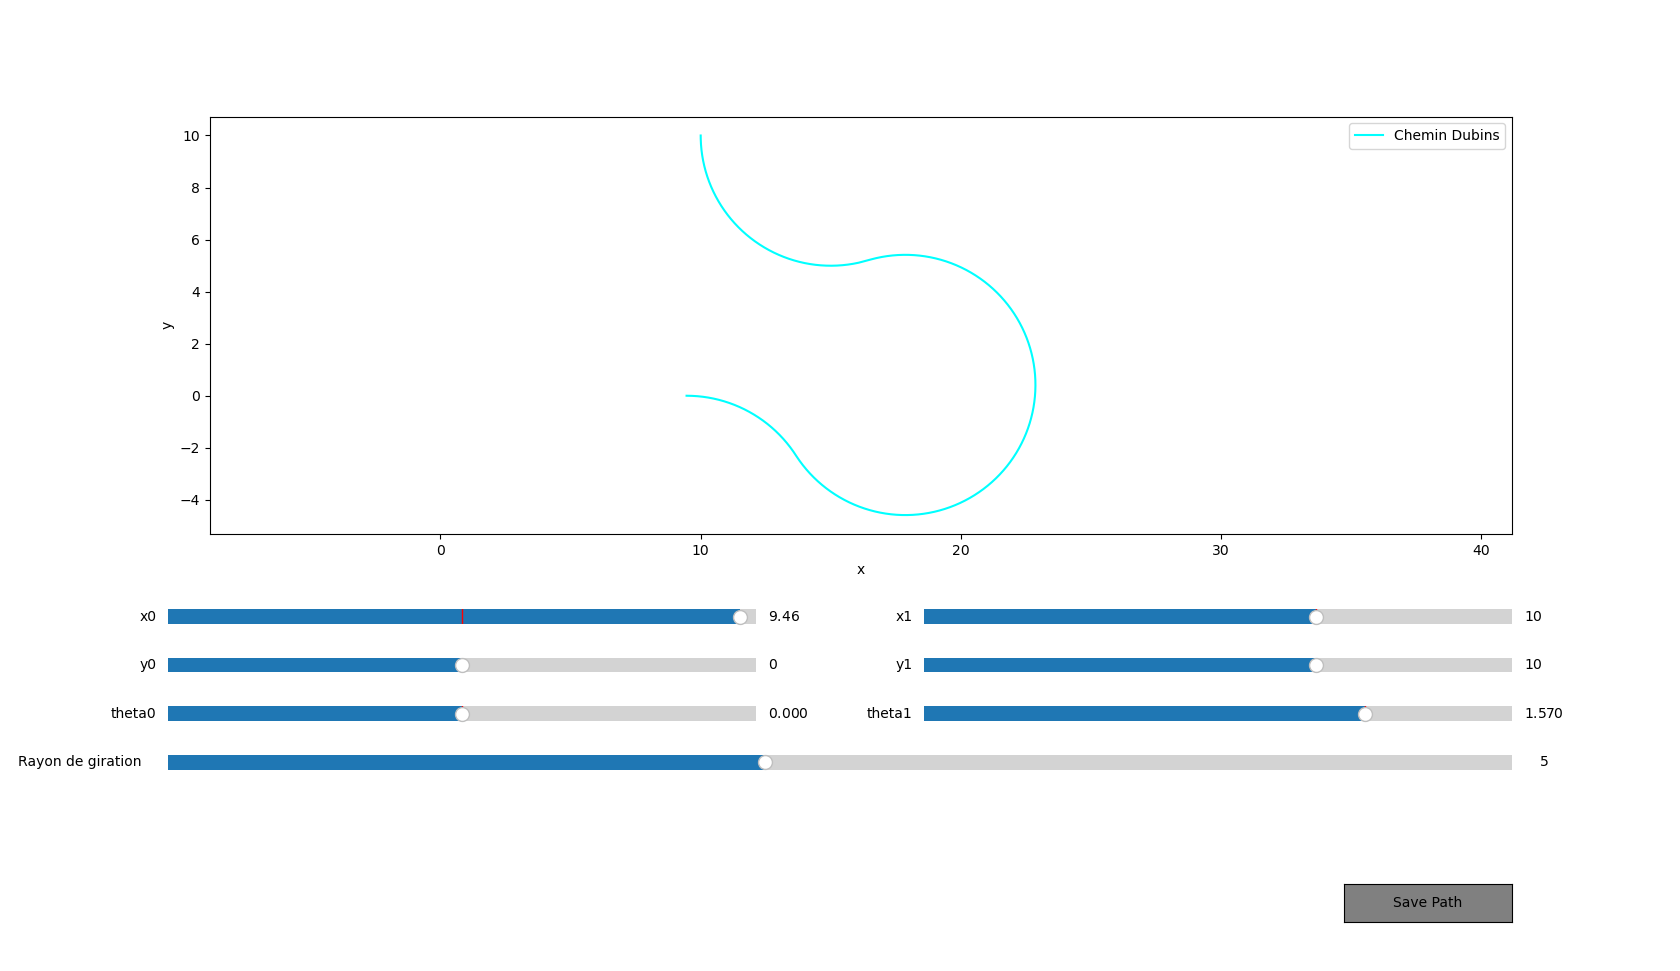 10
8
6
4
2
0
−2
−4
y
Chemin Dubins
0 10 20 30 40
x
x0 9.46 x1 10
y0 0 y1 10
theta0 0.000 theta1 1.570
Rayon de giration 5
Save Path